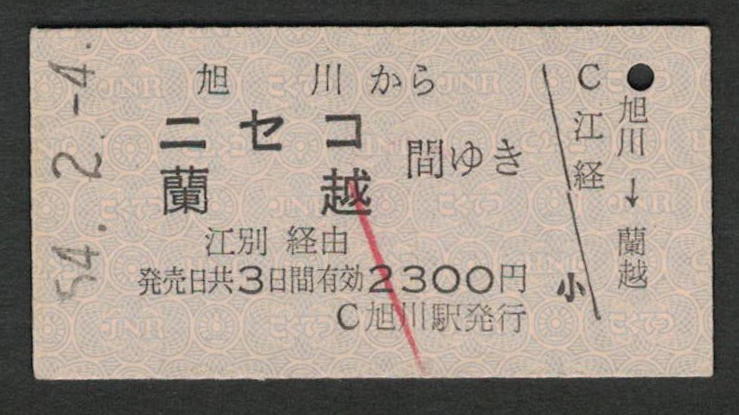 54. 2. -4.
旭川から
ニセコ
蘭越 間ゆき
江別 経由
発売日共3日間有効2300円
C旭川駅発行
小
C
江経
旭川→蘭越